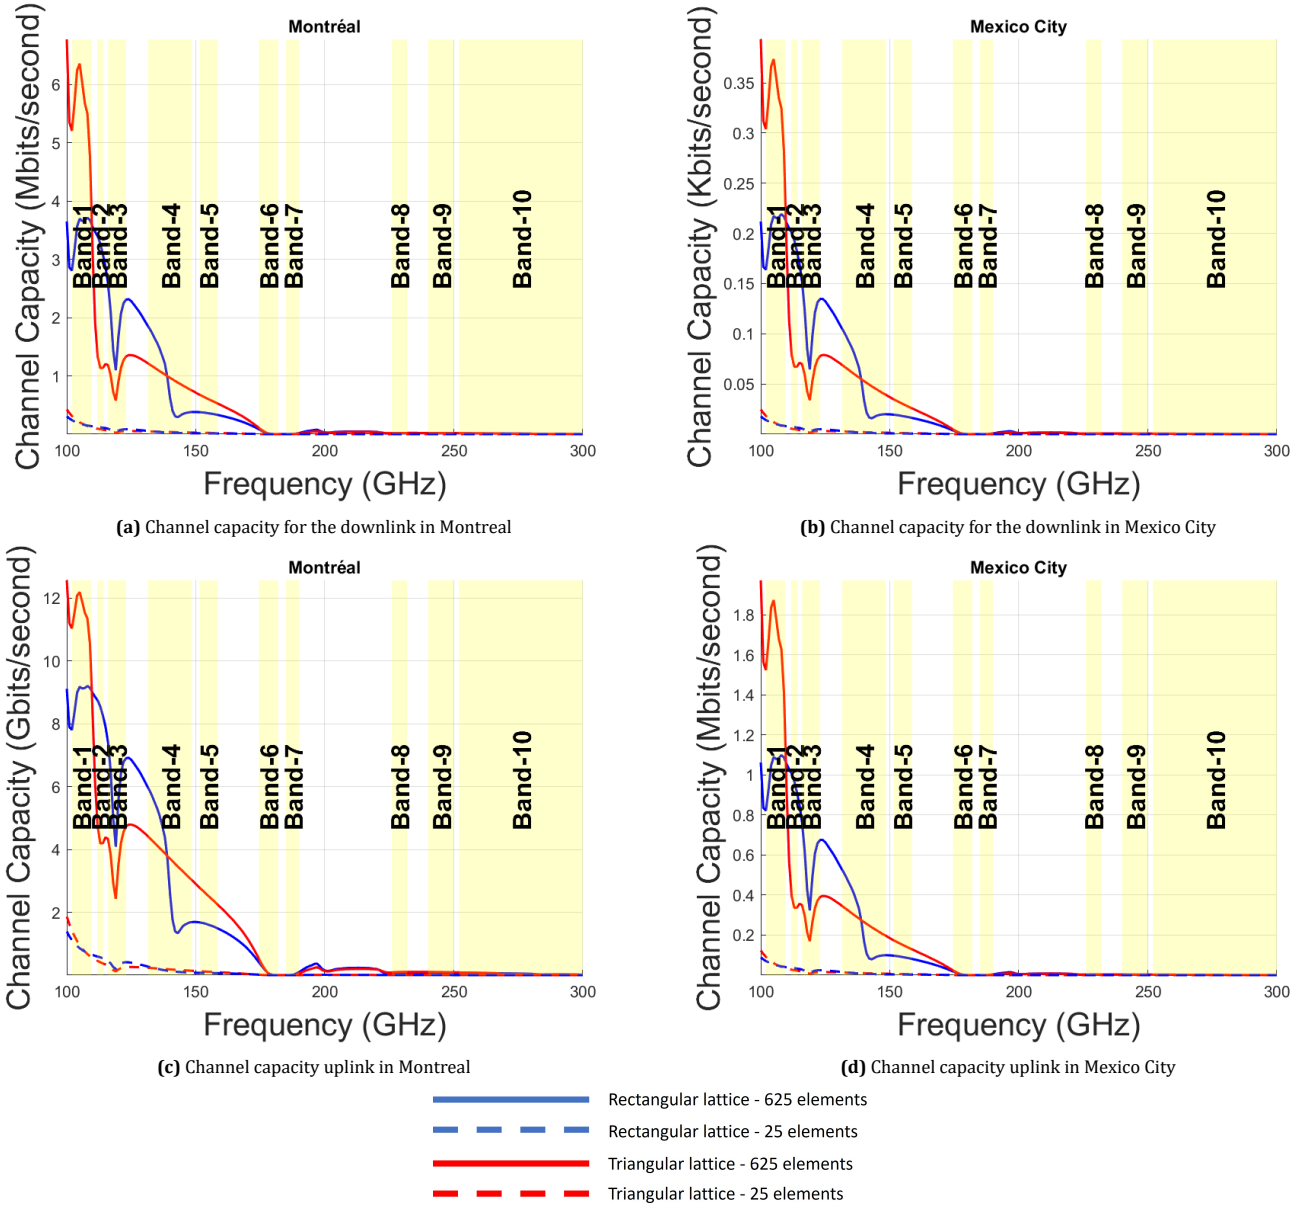 Montréal
Channel Capacity (Mbits/second)
6
5
4
3
2
1
Band-1
Band-2
Band-3
Band-4
Band-5
Band-6
Band-7
Band-8
Band-9
Band-10
100
150
200
250
300
Frequency (GHz)
(a) Channel capacity for the downlink in Montreal
Mexico City
Channel Capacity (Kbits/second)
0.35
0.3
0.25
0.2
0.15
0.1
0.05
Band-1
Band-2
Band-3
Band-4
Band-5
Band-6
Band-7
Band-8
Band-9
Band-10
100
150
200
250
300
Frequency (GHz)
(b) Channel capacity for the downlink in Mexico City
Montréal
Channel Capacity (Gbits/second)
12
10
8
6
4
2
Band-1
Band-2
Band-3
Band-4
Band-5
Band-6
Band-7
Band-8
Band-9
Band-10
100
150
200
250
300
Frequency (GHz)
(c) Channel capacity uplink in Montreal
Mexico City
Channel Capacity (Mbits/second)
1.8
1.6
1.4
1.2
1
0.8
0.6
0.4
0.2
Band-1
Band-2
Band-3
Band-4
Band-5
Band-6
Band-7
Band-8
Band-9
Band-10
100
150
200
250
300
Frequency (GHz)
(d) Channel capacity uplink in Mexico City
Rectangular lattice - 625 elements
Rectangular lattice - 25 elements
Triangular lattice - 625 elements
Triangular lattice - 25 elements